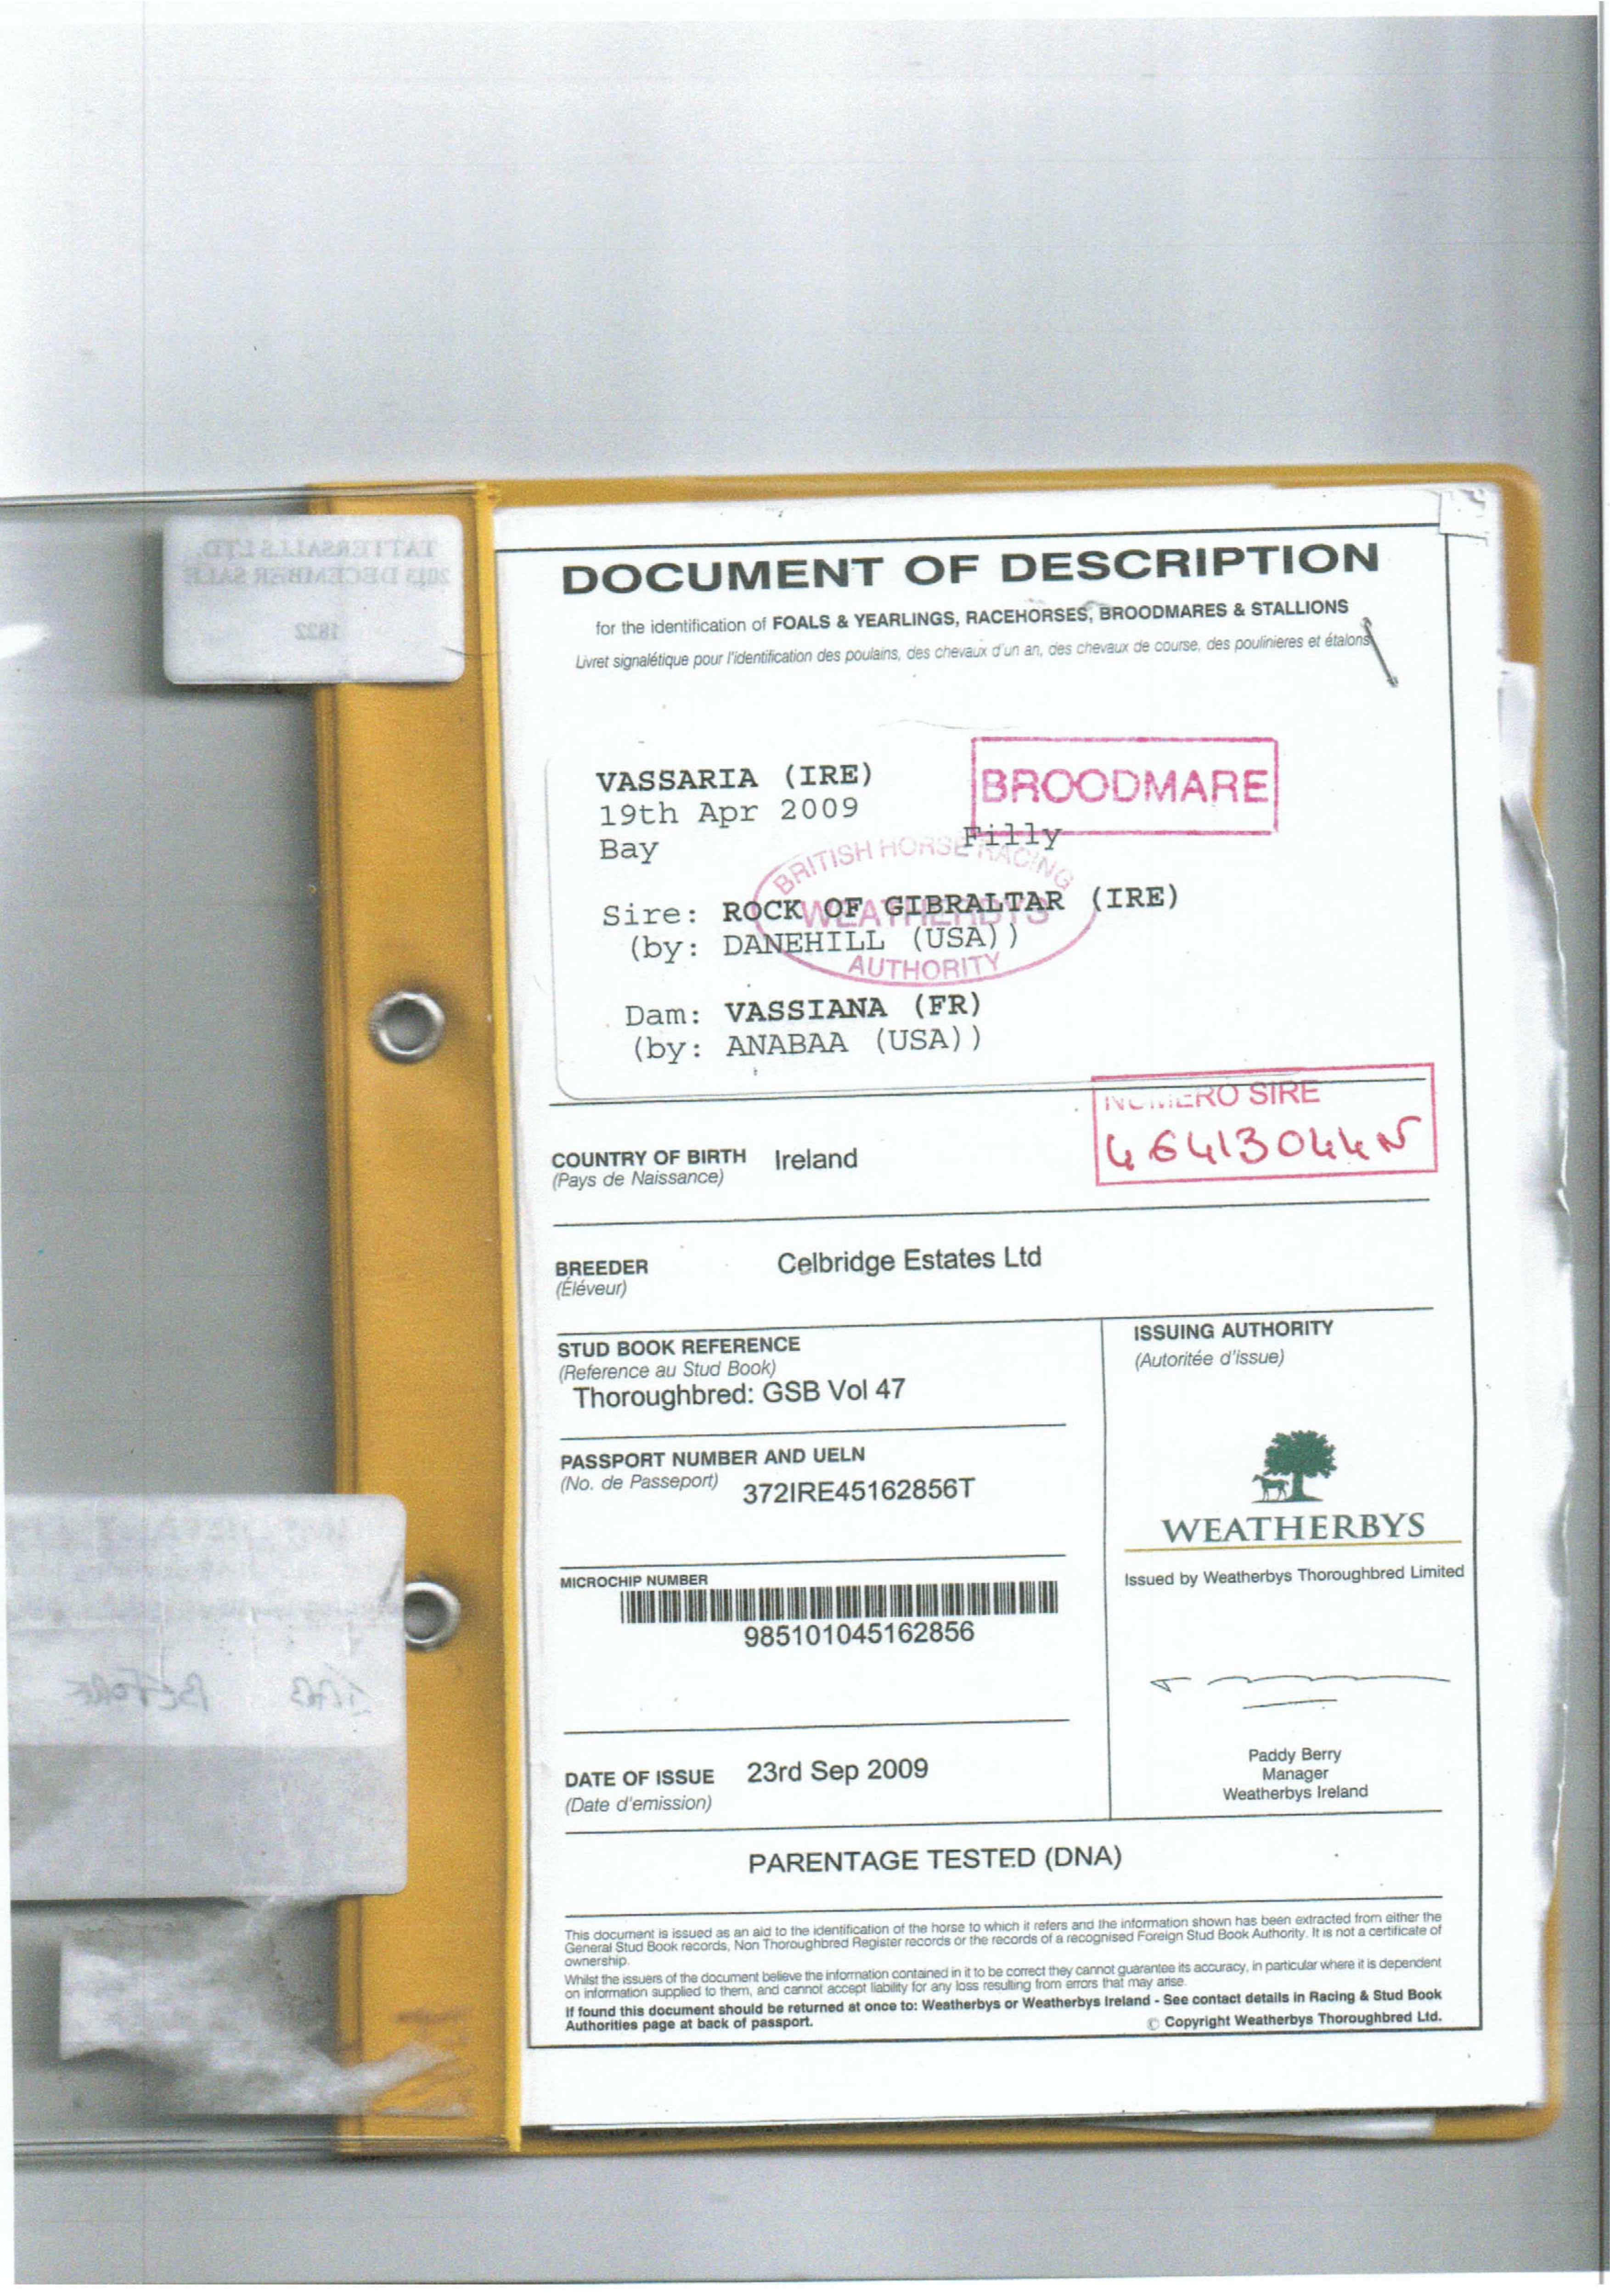 TATTERSALLS LTD.
2013 DECEMBER SALE
1822
DOCUMENT OF DESCRIPTION
for the identification of FOALS & YEARLINGS, RACEHORSES, BROODMARES & STALLIONS
Livret signalétique pour l'identification des poulains, des chevaux d'un an, des chevaux de course, des poulinieres et étalons
VASSARIA (IRE)
BROODMARE
19th Apr 2009
Bay Filly
BRITISH HORSE RACING
WEATHERBYS
AUTHORITY
Sire: ROCK OF GIBRALTAR (IRE)
(by: DANEHILL (USA))
Dam: VASSIANA (FR)
(by: ANABAA (USA))
NUMERO SIRE
46413044N
COUNTRY OF BIRTH Ireland
(Pays de Naissance)
BREEDER Celbridge Estates Ltd
(Éléveur)
STUD BOOK REFERENCE
(Reference au Stud Book)
Thoroughbred: GSB Vol 47
ISSUING AUTHORITY
(Autoritée d'issue)
PASSPORT NUMBER AND UELN
(No. de Passeport) 372IRE45162856T
WEATHERBYS
Issued by Weatherbys Thoroughbred Limited
MICROCHIP NUMBER
985101045162856
DATE OF ISSUE 23rd Sep 2009
(Date d'emission)
Paddy Berry
Manager
Weatherbys Ireland
PARENTAGE TESTED (DNA)
This document is issued as an aid to the identification of the horse to which it refers and the information shown has been extracted from either the
General Stud Book records, Non Thoroughbred Register records or the records of a recognised Foreign Stud Book Authority. It is not a certificate of
ownership.
Whilst the issuers of the document believe the information contained in it to be correct they cannot guarantee its accuracy, in particular where it is dependent
on information supplied to them, and cannot accept liability for any loss resulting from errors that may arise.
If found this document should be returned at once to: Weatherbys or Weatherbys Ireland - See contact details in Racing & Stud Book
Authorities page at back of passport.
© Copyright Weatherbys Thoroughbred Ltd.